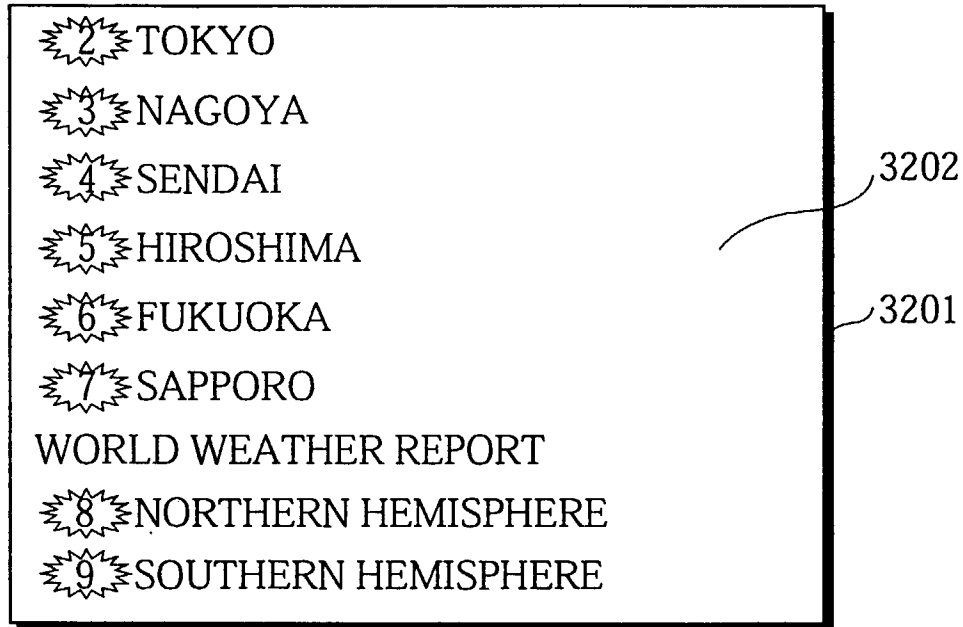 2 TOKYO
3 NAGOYA
4 SENDAI
3202
5 HIROSHIMA
6 FUKUOKA
3201
7 SAPPORO
WORLD WEATHER REPORT
8 NORTHERN HEMISPHERE
9 SOUTHERN HEMISPHERE